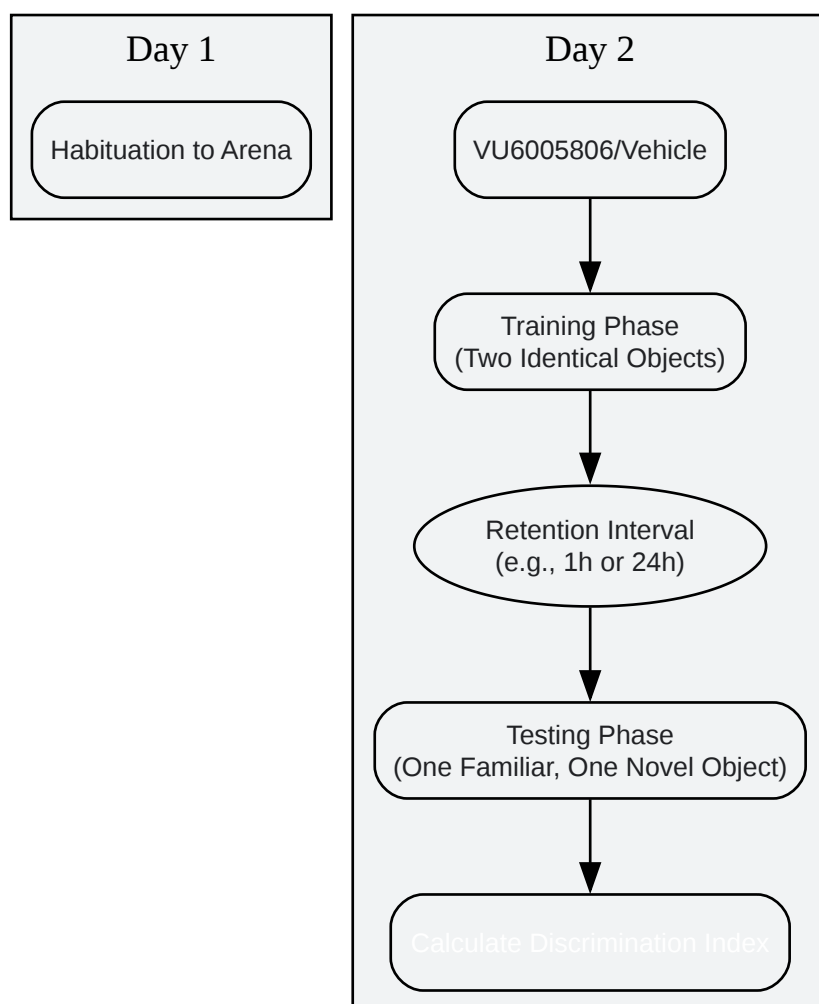 Day 1
Habituation to Arena
Day 2
VU6005806/Vehicle
Training Phase
(Two Identical Objects)
Retention Interval
(e.g., 1h or 24h)
Testing Phase
(One Familiar, One Novel Object)
Calculate Discrimination Index